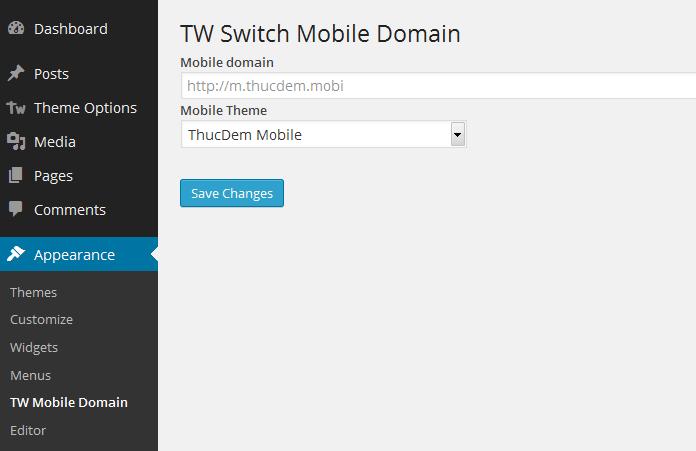 Dashboard
Posts
Theme Options
Media
Pages
Comments
Appearance
Themes
Customize
Widgets
Menus
TW Mobile Domain
Editor
TW Switch Mobile Domain
Mobile domain
http://m.thucdem.mobi
Mobile Theme
ThucDem Mobile
Save Changes